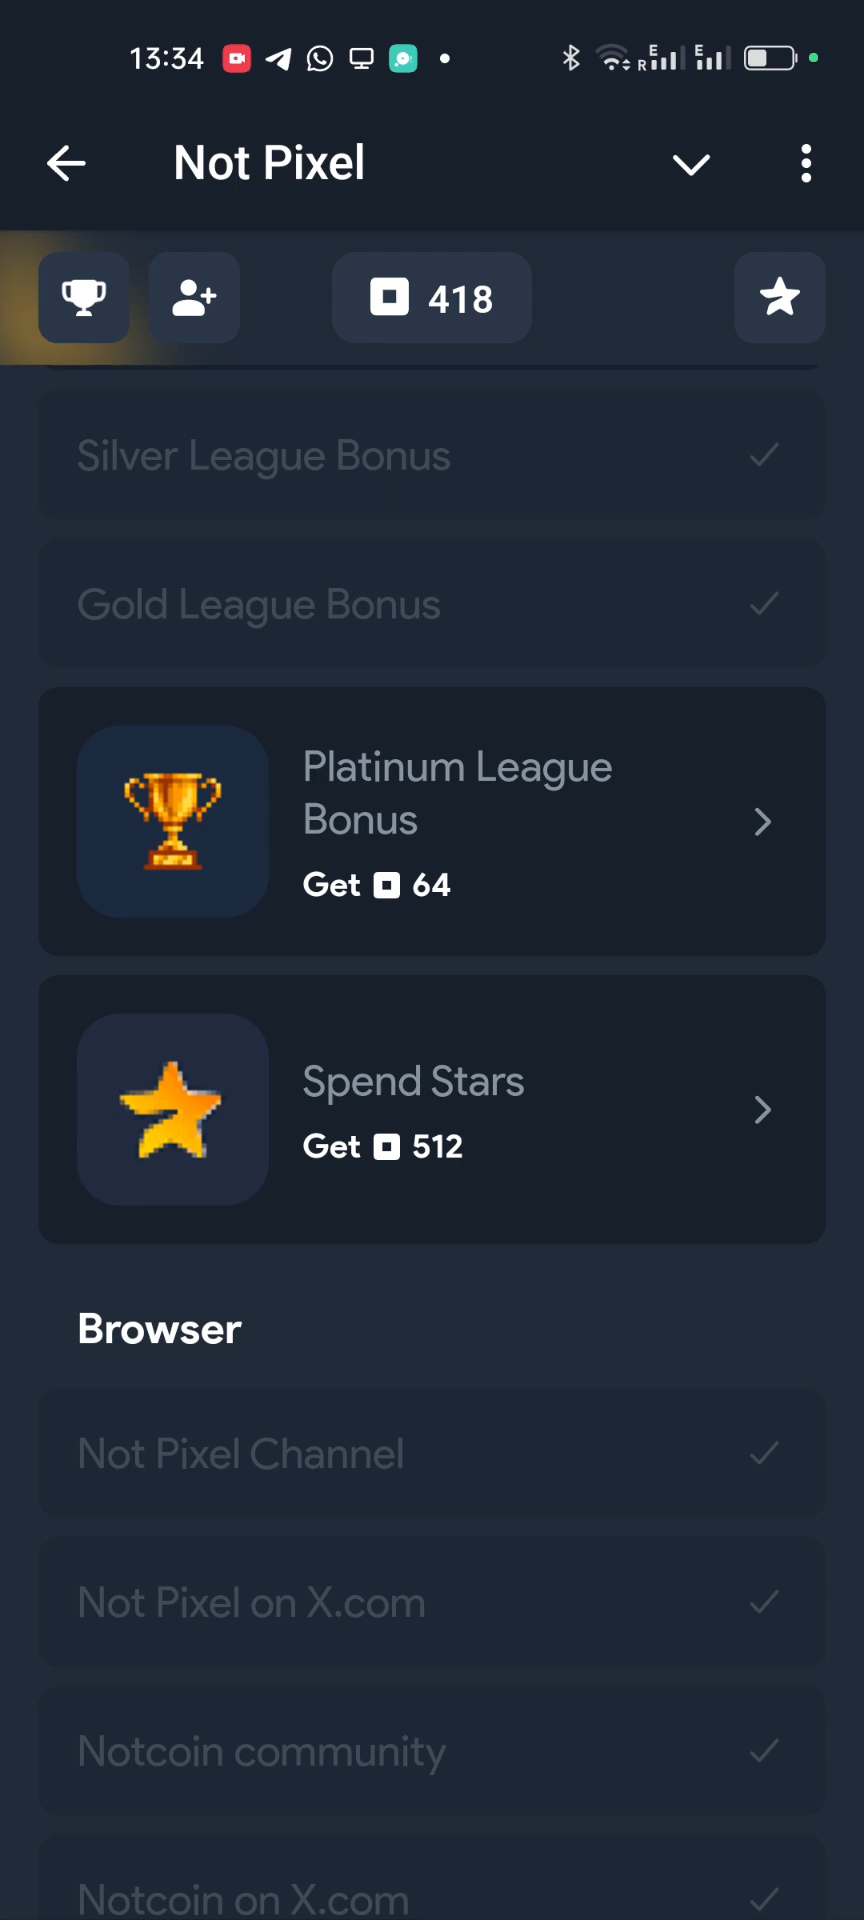 13:34
R E E
Not Pixel
418
Silver League Bonus
Gold League Bonus
Platinum League
Bonus
Get 64
Spend Stars
Get 512
Browser
Not Pixel Channel
Not Pixel on X.com
Notcoin community
Notcoin on X.com